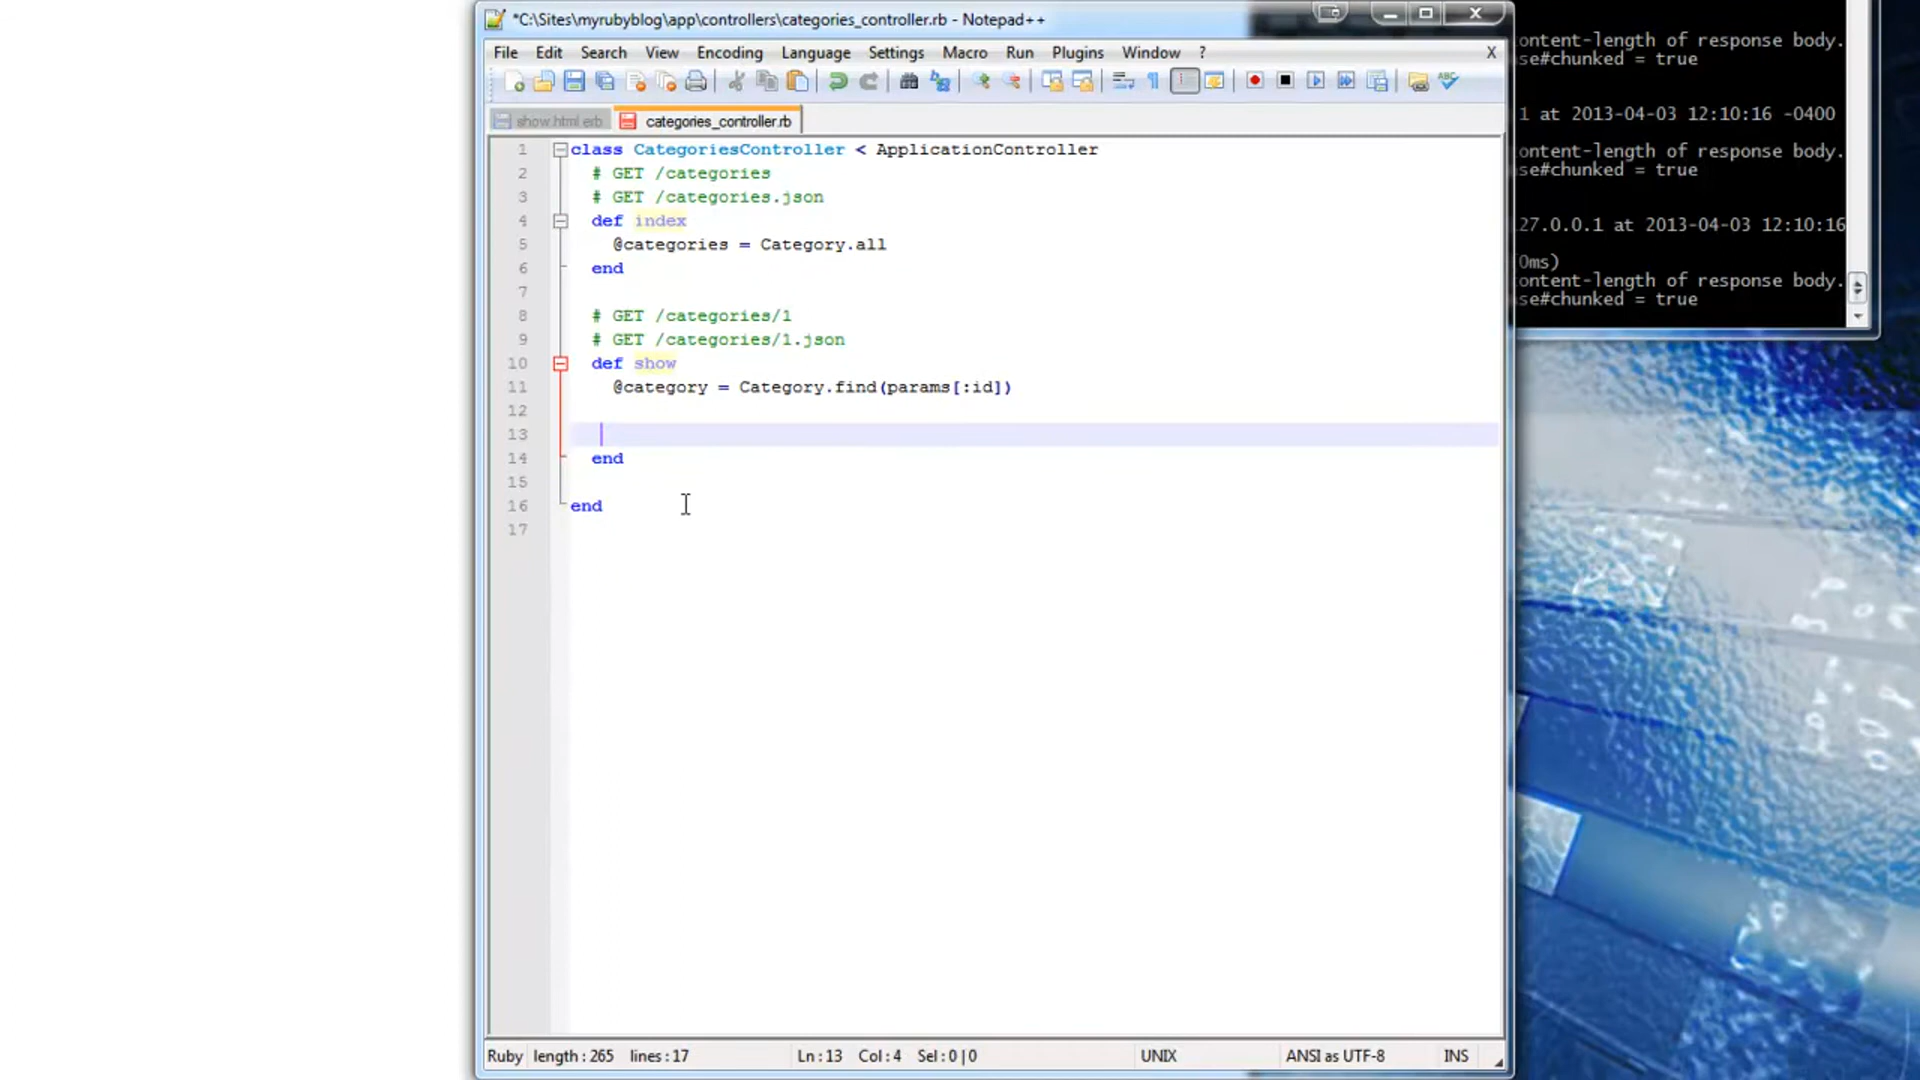 *C:\Sites\myrubyblog\app\controllers\categories_controller.rb - Notepad++
File Edit Search View Encoding Language Settings Macro Run Plugins Window ? X
show.html.erb categories_controller.rb
1 class CategoriesController < ApplicationController
2 # GET /categories
3 # GET /categories.json
4 def index
5 @categories = Category.all
6 end
7
8 # GET /categories/1
9 # GET /categories/1.json
10 def show
11 @category = Category.find(params[:id])
12
13
14 end
15
16 end
17
Ruby length : 265 lines : 17 Ln : 13 Col : 4 Sel : 0 | 0 UNIX ANSI as UTF-8 INS
ontent-length of response body.
se#chunked = true
1 at 2013-04-03 12:10:16 -0400
ontent-length of response body.
se#chunked = true
27.0.0.1 at 2013-04-03 12:10:16
0ms)
ontent-length of response body.
se#chunked = true